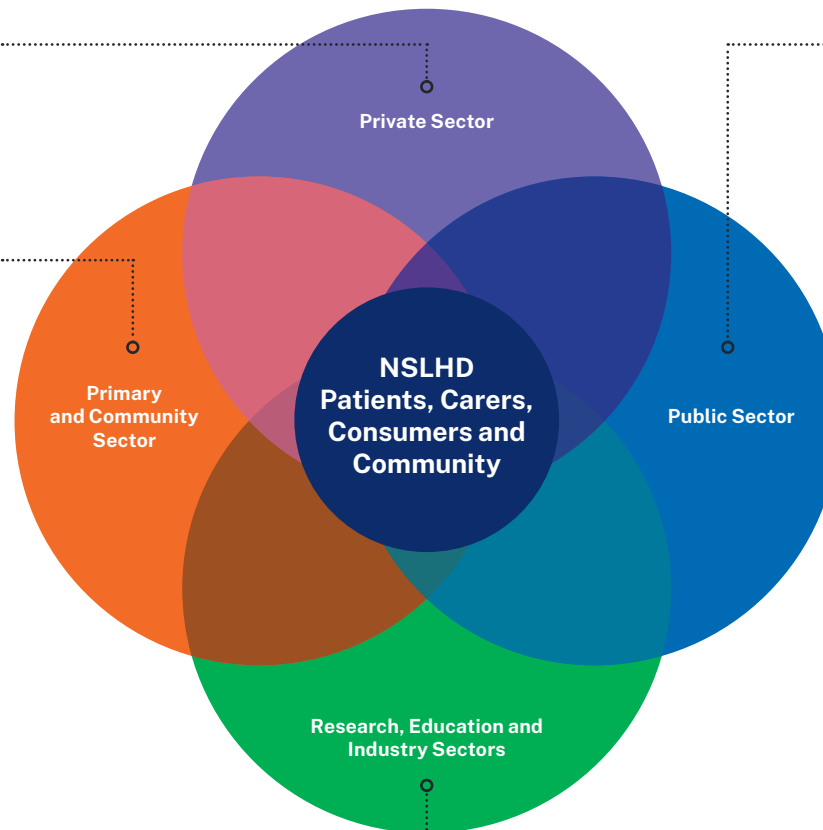 Private Sector
Primary
and Community
Sector
NSLHD
Patients, Carers,
Consumers and
Community
Public Sector
Research, Education and
Industry Sectors